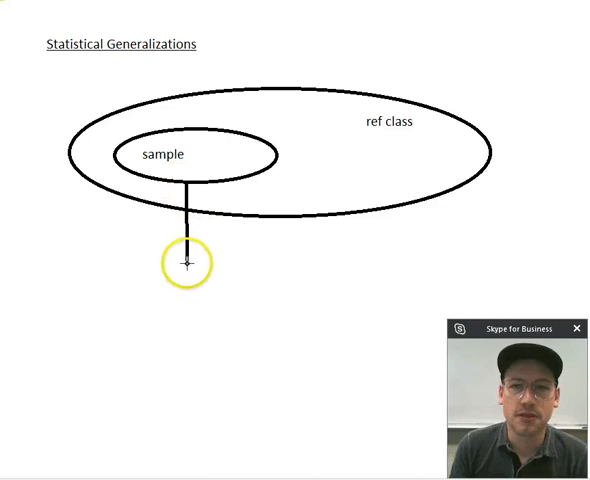 Statistical Generalizations
ref class
sample
Skype for Business